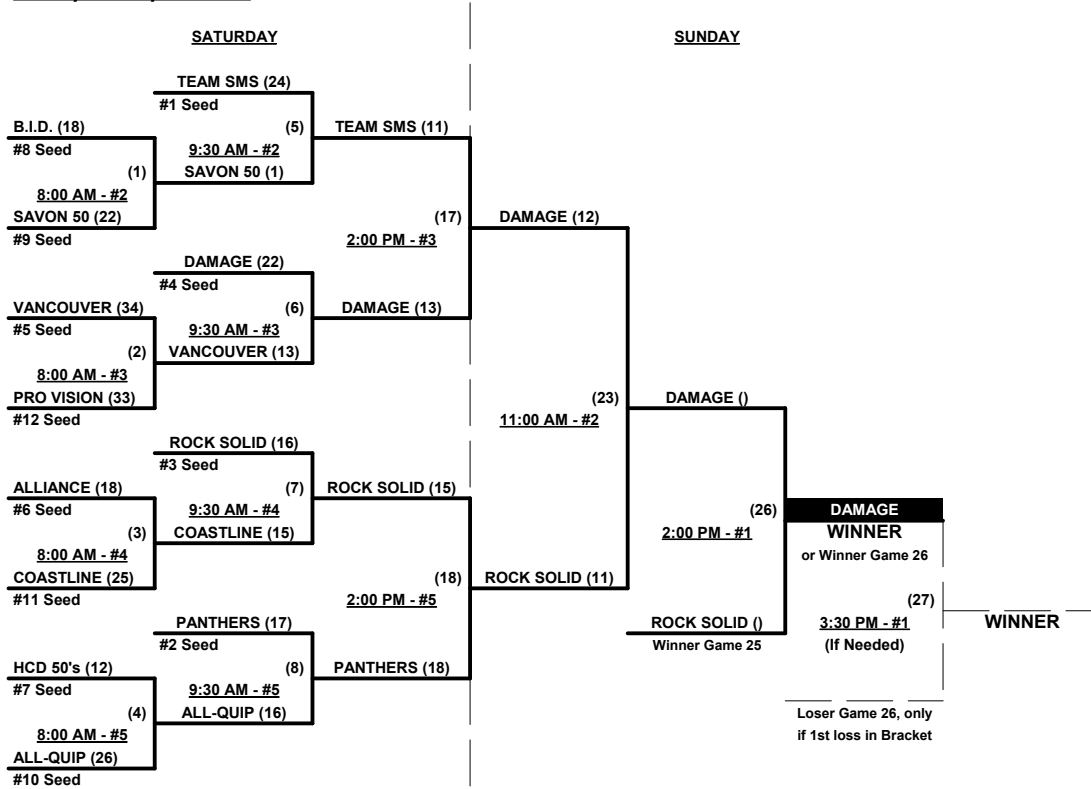 SATURDAY
SUNDAY
TEAM SMS (24)
#1 Seed
B.I.D. (18)
(5)
TEAM SMS (11)
#8 Seed
9:30 AM - #2
(1)
SAVON 50 (1)
8:00 AM - #2
SAVON 50 (22)
(17)
DAMAGE (12)
#9 Seed
2:00 PM - #3
DAMAGE (22)
#4 Seed
VANCOUVER (34)
(6)
DAMAGE (13)
#5 Seed
9:30 AM - #3
(2)
VANCOUVER (13)
8:00 AM - #3
PRO VISION (33)
(23)
DAMAGE ()
#12 Seed
11:00 AM - #2
ROCK SOLID (16)
#3 Seed
ALLIANCE (18)
(7)
ROCK SOLID (15)
#6 Seed
9:30 AM - #4
(26)
DAMAGE
(3)
COASTLINE (15)
2:00 PM - #1
WINNER
8:00 AM - #4
or Winner Game 26
COASTLINE (25)
(18)
ROCK SOLID (11)
#11 Seed
2:00 PM - #5
(27)
PANTHERS (17)
ROCK SOLID ()
3:30 PM - #1
WINNER
#2 Seed
Winner Game 25
(If Needed)
HCD 50's (12)
(8)
PANTHERS (18)
#7 Seed
9:30 AM - #5
(4)
ALL-QUIP (16)
Loser Game 26, only
8:00 AM - #5
if 1st loss in Bracket
ALL-QUIP (26)
#10 Seed